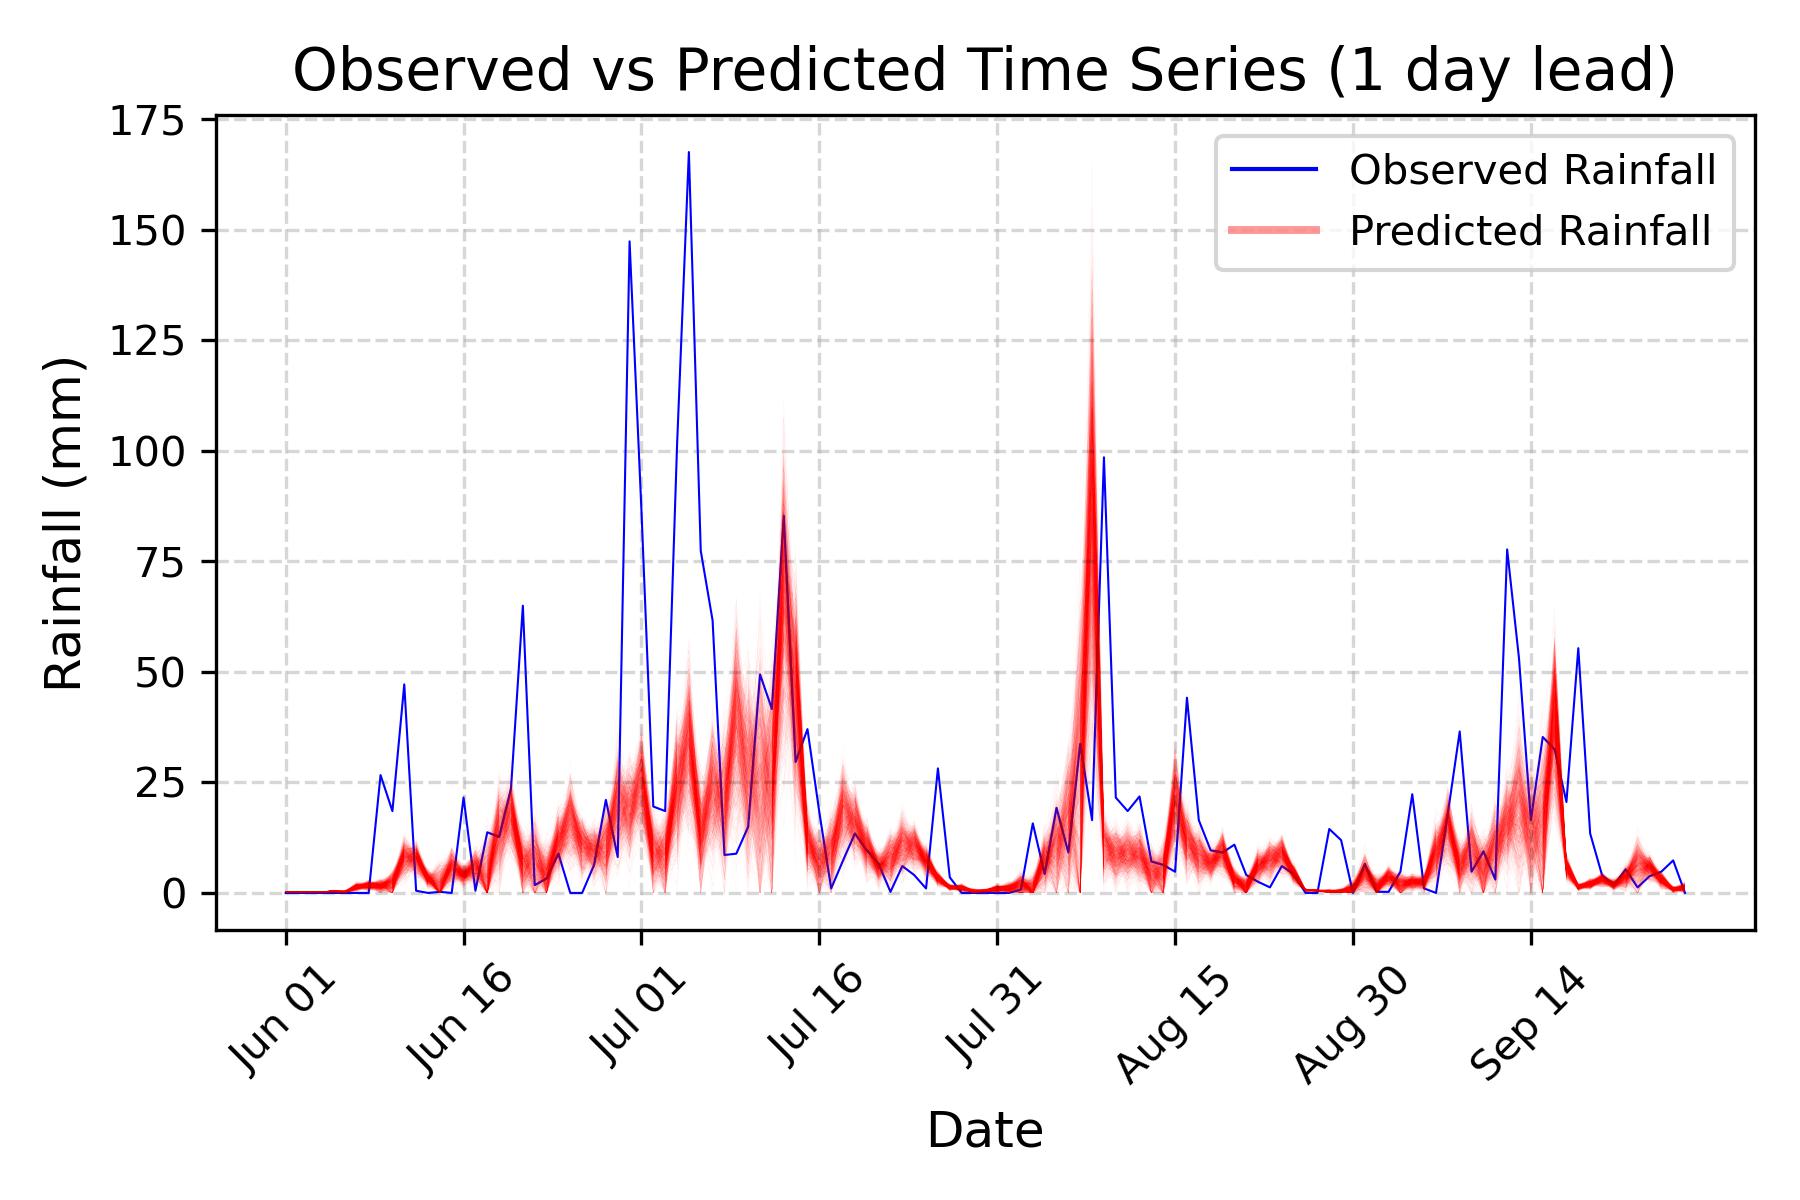 Observed vs Predicted Time Series (1 day lead)
175
150
125
100
75
50
25
0
Rainfall (mm)
Observed Rainfall
Predicted Rainfall
Jun 01
Jun 16
Jul 01
Jul 16
Jul 31
Aug 15
Aug 30
Sep 14
Date